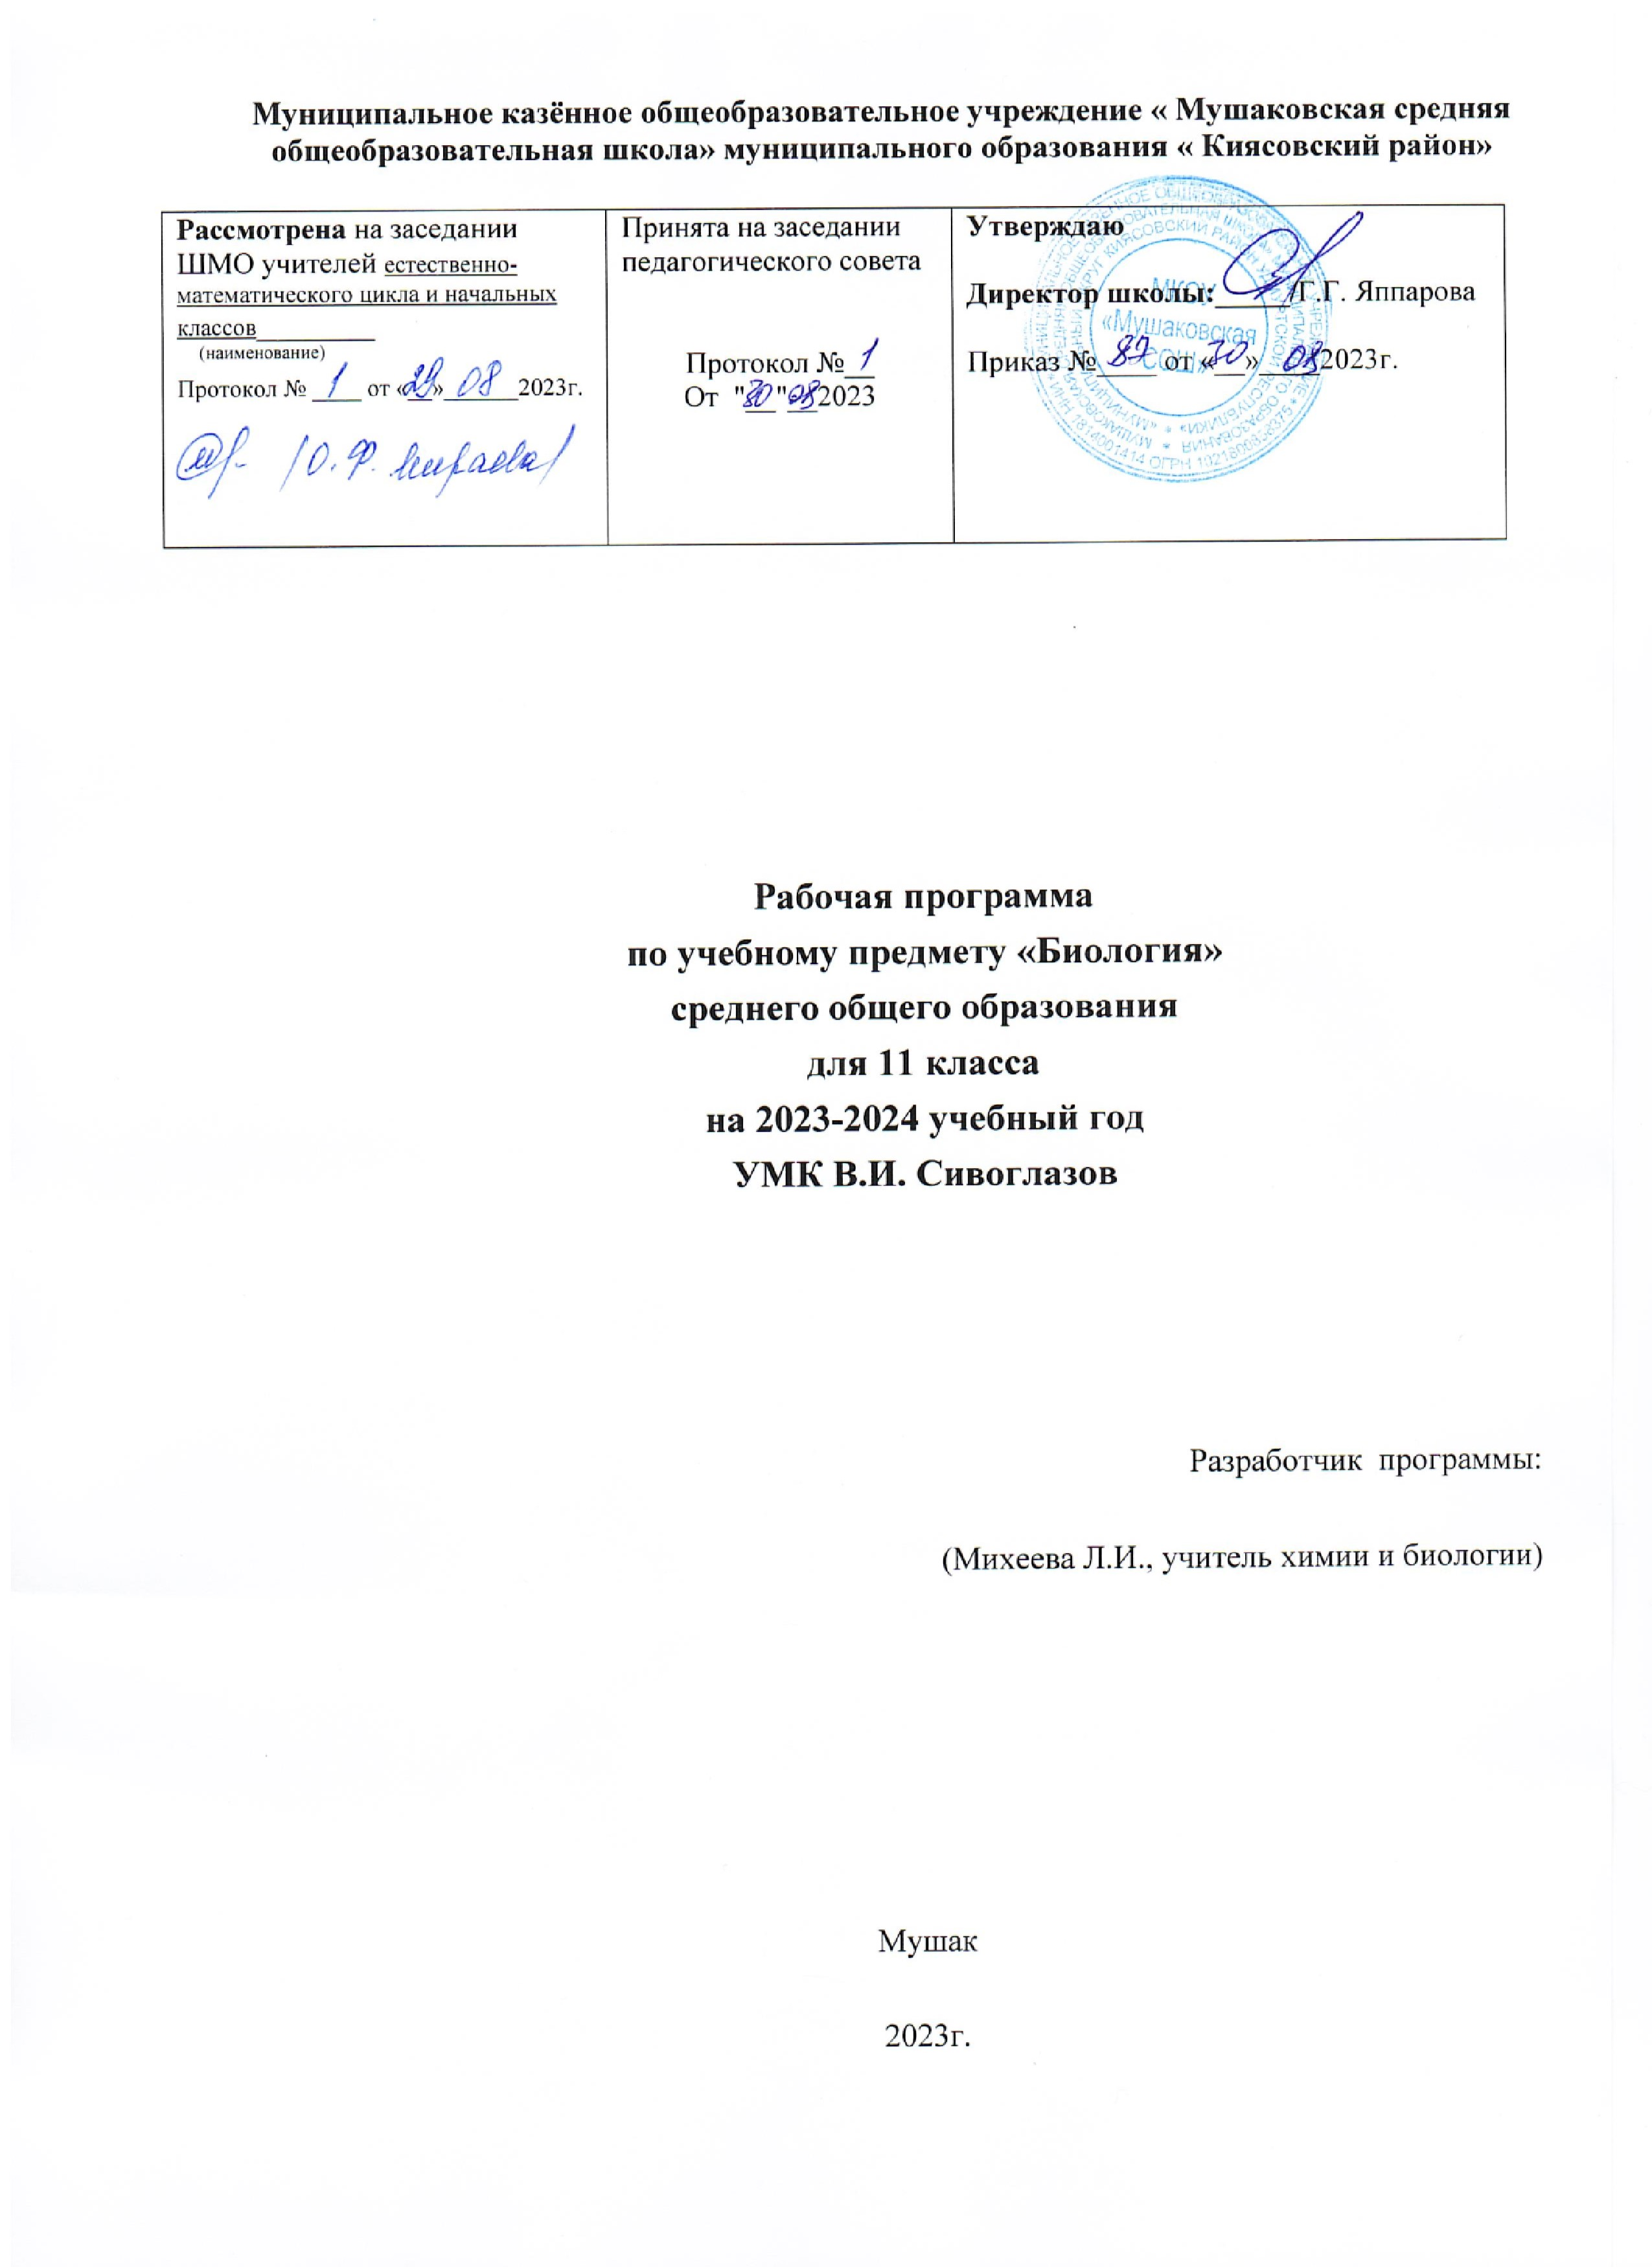 Муниципальное казённое общеобразовательное учреждение « Мушаковская средняя
общеобразовательная школа» муниципального образования « Киясовский район»
Рассмотрена на заседании
ШМО учителей естественно-
математического цикла и начальных
классов
(наименование)
Протокол № 1 от «29» 08 2023г.
/О.Ф.
Принята на заседании
педагогического совета
Протокол № 1
От "30" 08 2023
Утверждаю
Директор школы: /Г.Г. Яппарова
Приказ № 87 от «30» 08 2023г.
МКОУ
«Мушаковская
СОШ»
Рабочая программа
по учебному предмету «Биология»
среднего общего образования
для 11 класса
на 2023-2024 учебный год
УМК В.И. Сивоглазов
Разработчик программы:
(Михеева Л.И., учитель химии и биологии)
Мушак
2023г.